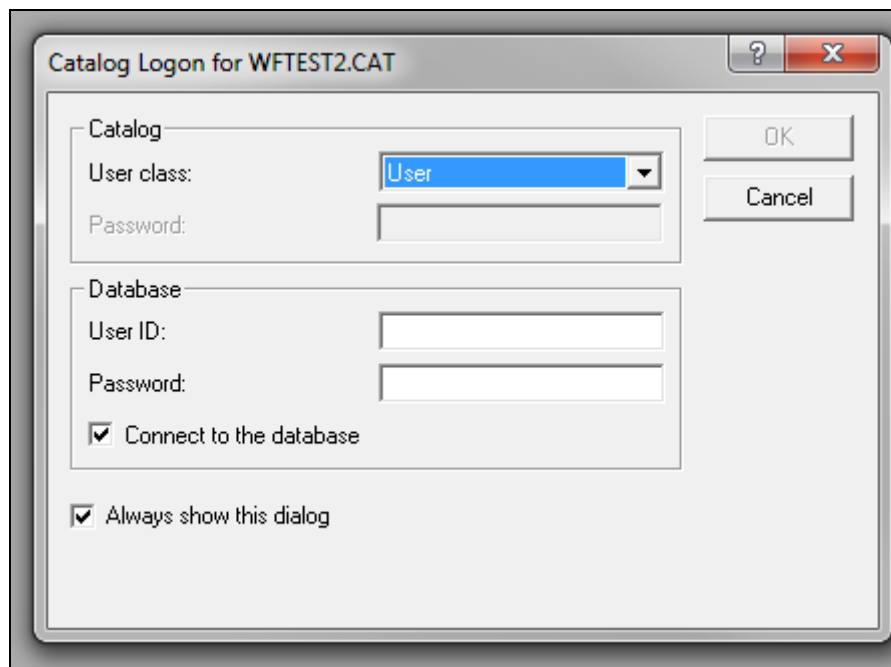 Catalog Logon for WFTEST2.CAT
Catalog
OK
User class:
User
Cancel
Password:
Database
User ID:
Password:
Connect to the database
Always show this dialog